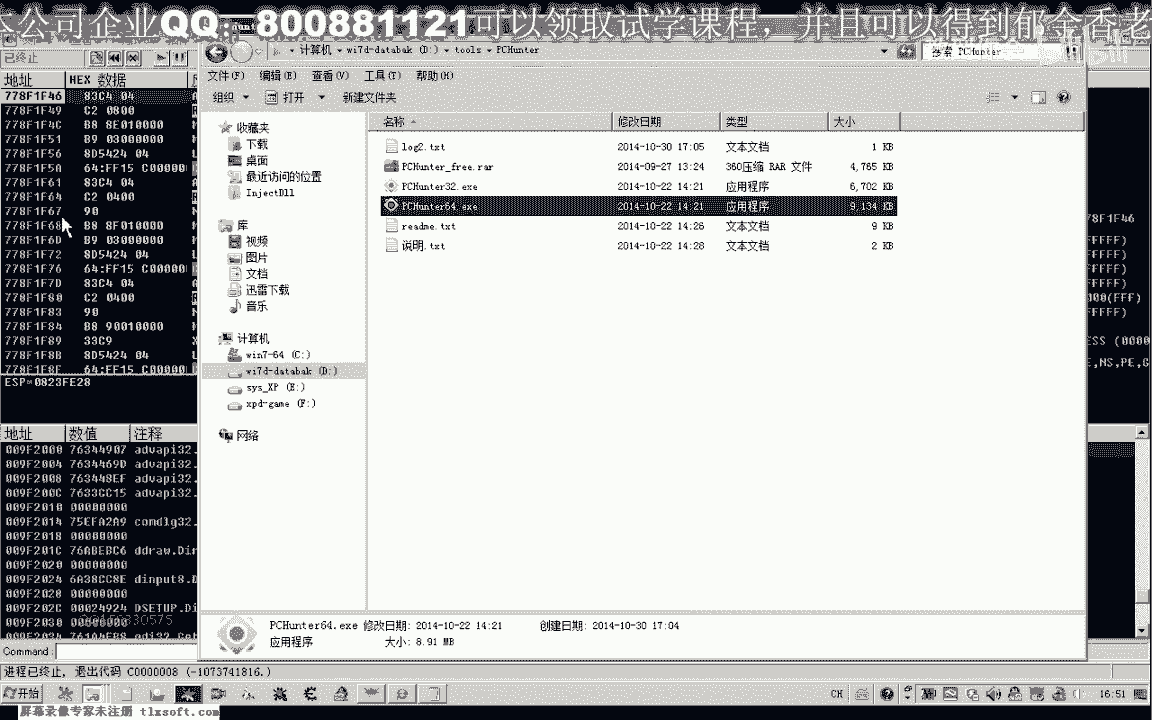 公司企业QQ：800881121可以领取试学课程，并且可以得到郁金香老
已终止
计算机 wi7d-databak (D:) tools PCHunter
搜索 PCHunter
文件(F) 编辑(E) 查看(V) 工具(T) 帮助(H)
组织 打开 新建文件夹
地址 HEX 数据
778F1F46 83C4 04
778F1F49 C2 0800
778F1F4C B8 8E010000
778F1F51 B9 03000000
778F1F56 8D5424 04
778F1F5A 64:FF15 C00000
778F1F61 83C4 04
778F1F64 C2 0400
778F1F67 90
778F1F68 B8 8F010000
778F1F6D B9 03000000
778F1F72 8D5424 04
778F1F76 64:FF15 C00000
778F1F7D 83C4 04
778F1F80 C2 0400
778F1F83 90
778F1F84 B8 90010000
778F1F89 33C9
778F1F8B 8D5424 04
778F1F8F 64:FF15 C00000
ESP=0823FE28
地址 数值 注释
009F2000 76344907 advapi32.
009F2004 7634469D advapi32.
009F2008 763448EF advapi32.
009F200C 7633CC15 advapi32.
009F2010 00000000
009F2014 75EFA2A9 comdlg32.
009F2018 00000000
009F201C 76ABEBC6 ddraw.Dir
009F2020 00000000
009F2024 6A38CC8E dinput8.D
009F2028 00000000
009F202C 00024924 DSETUP.Di
009F2030 00000000
Command:
收藏夹
下载
桌面
最近访问的位置
InjectDll
库
视频
图片
文档
迅雷下载
音乐
计算机
win7-64 (C:)
wi7d-databak (D:)
sys_XP (E:)
xpd-game (F:)
网络
名称 修改日期 类型 大小
log2.txt 2014-10-30 17:05 文本文档 1 KB
PCHunter_free.rar 2014-09-27 13:24 360压缩 RAR 文件 4,765 KB
PCHunter32.exe 2014-10-22 14:21 应用程序 6,702 KB
PCHunter64.exe 2014-10-22 14:21 应用程序 9,134 KB
readme.txt 2014-10-22 14:26 文本文档 9 KB
说明.txt 2014-10-22 14:28 文本文档 2 KB
78F1F46
FFFFF)
FFFFF)
FFFFF)
FFFFF)
000(FFF)
FFFFF)
ESS (0000
E,NS,PE,G
PCHunter64.exe 修改日期: 2014-10-22 14:21 创建日期: 2014-10-30 17:04
应用程序 大小: 8.91 MB
进程已终止, 退出代码 C0000008 (-1073741816.)
开始
CH
16:51
屏幕录像专家未注册 tlxsoft.com